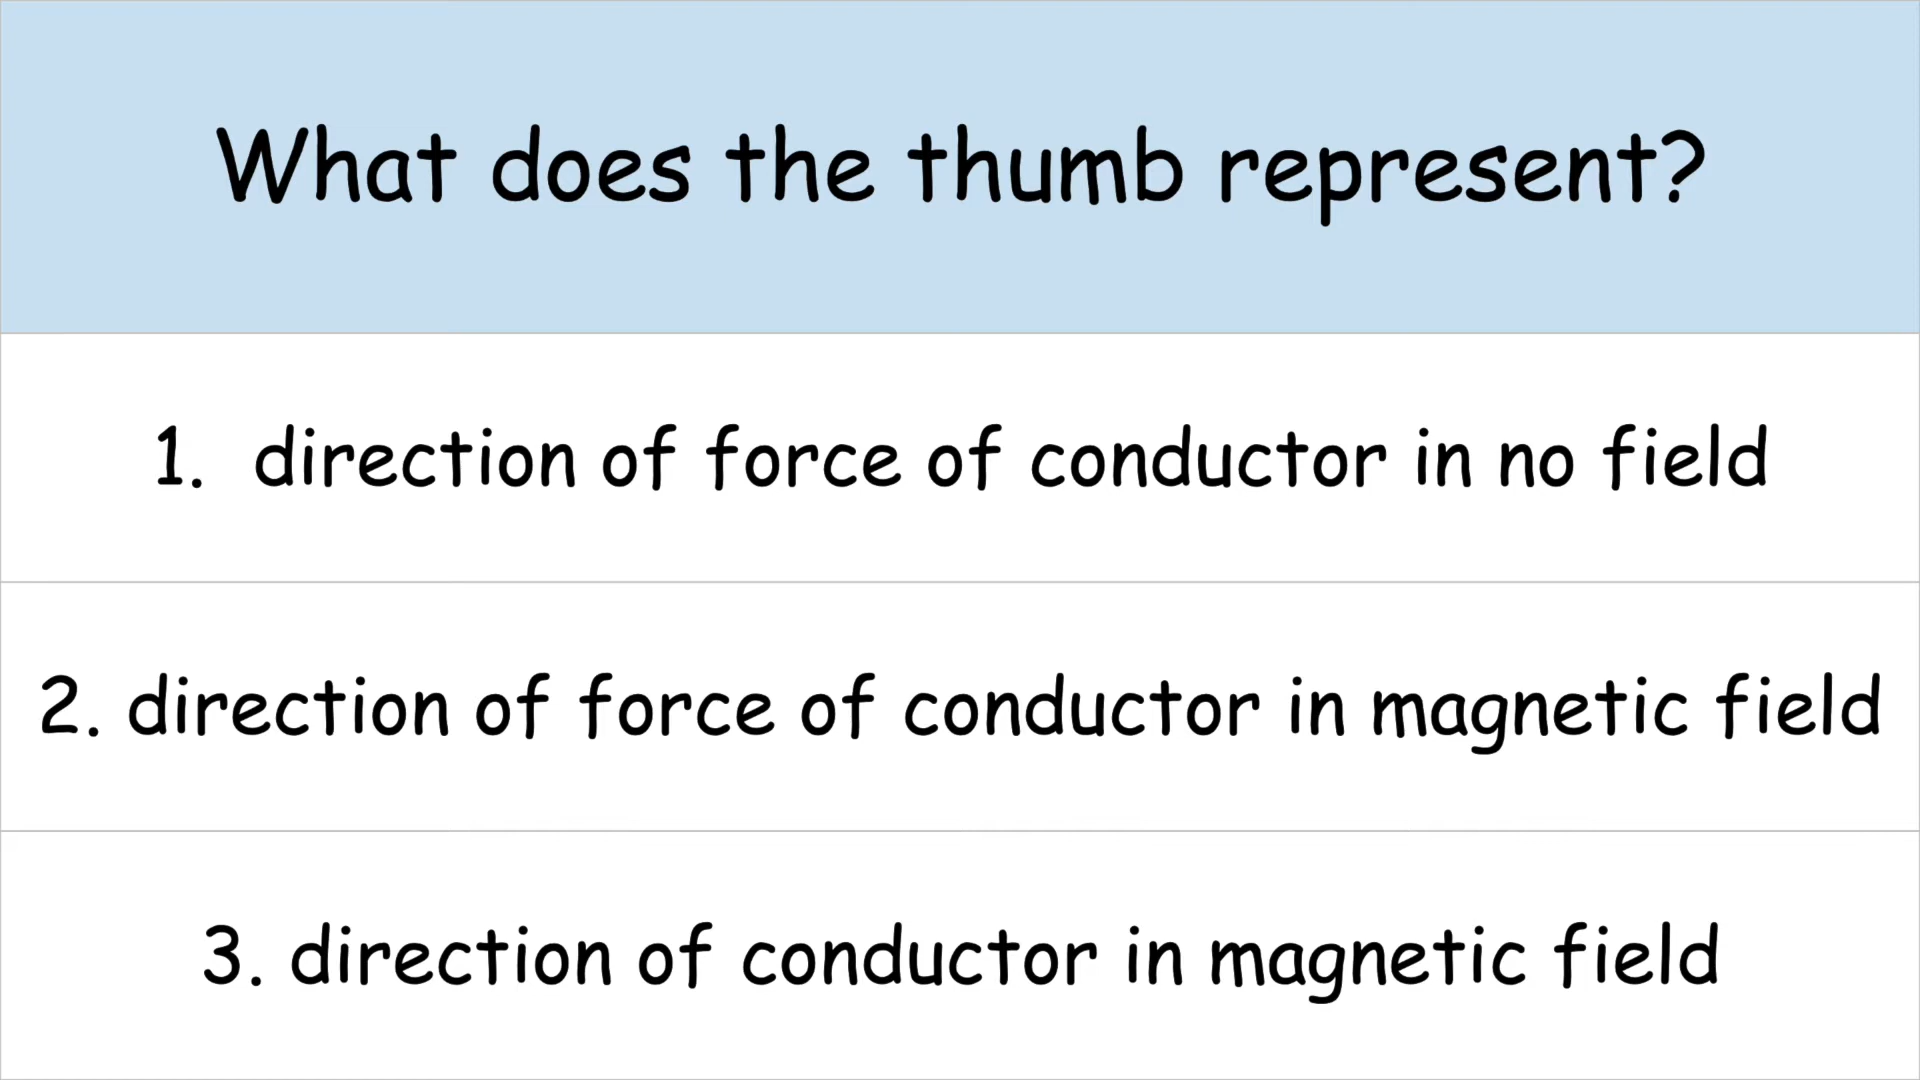 What does the thumb represent?
1. direction of force of conductor in no field
2. direction of force of conductor in magnetic field
3. direction of conductor in magnetic field